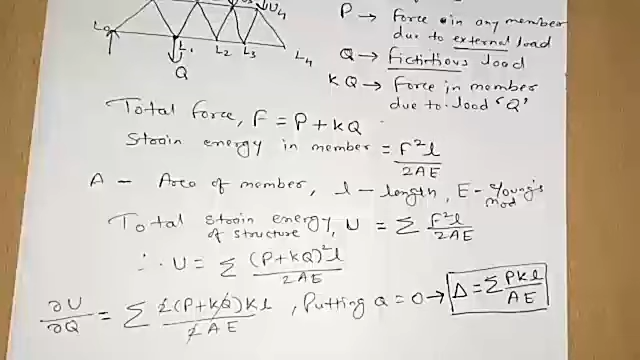 P → force in any member
due to external load
U4
L0
L1
L2
L3
L4
Q
Q → fictitious load
KQ → Force in member
due to load 'Q'
Total force, F = P + kQ
Strain energy in member = F²l / 2AE
A - Area of member, l - length, E - Young's mod
Total strain energy of structure, U = Σ F²l / 2AE
∴ U = Σ (P+kQ)²l / 2AE
∂U/∂Q = Σ 2(P+kQ)Kl / 2AE, Putting Q = 0 → Δ = Σ PKl / AE